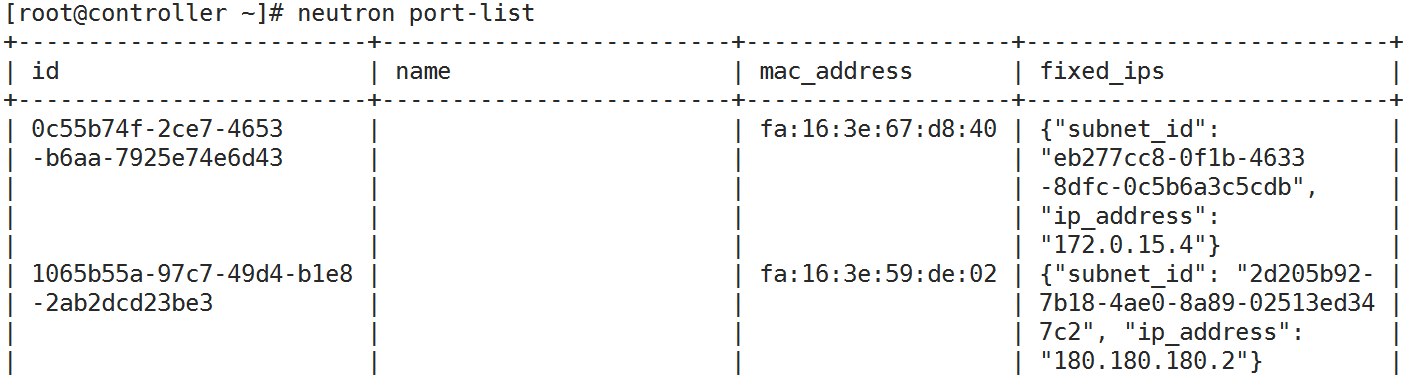 [root@controller ~]# neutron port-list
+-------------------------+-------------------------+-------------------+--------------------------+
| id                      | name                    | mac_address       | fixed_ips                |
+-------------------------+-------------------------+-------------------+--------------------------+
| 0c55b74f-2ce7-4653      |                         | fa:16:3e:67:d8:40 | {"subnet_id":            |
| -b6aa-7925e74e6d43      |                         |                   | "eb277cc8-0f1b-4633      |
|                         |                         |                   | -8dfc-0c5b6a3c5cdb",     |
|                         |                         |                   | "ip_address":            |
|                         |                         |                   | "172.0.15.4"}            |
| 1065b55a-97c7-49d4-b1e8 |                         | fa:16:3e:59:de:02 | {"subnet_id": "2d205b92- |
| -2ab2dcd23be3           |                         |                   | 7b18-4ae0-8a89-02513ed34 |
|                         |                         |                   | 7c2", "ip_address":      |
|                         |                         |                   | "180.180.180.2"}         |